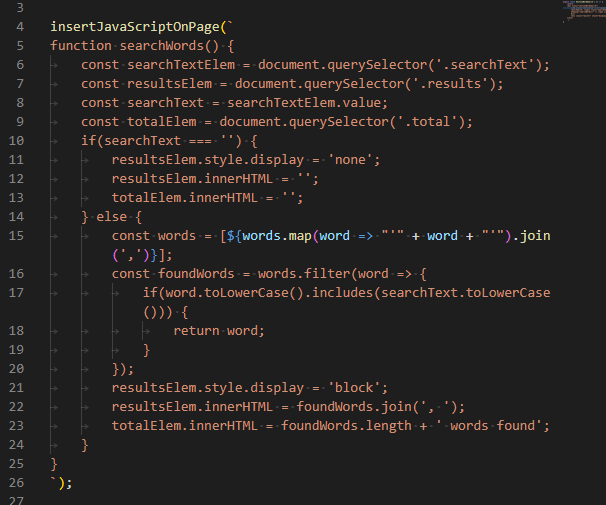 3
4 insertJavaScriptOnPage(`
5 function searchWords() {
6 const searchTextElem = document.querySelector('.searchText');
7 const resultsElem = document.querySelector('.results');
8 const searchText = searchTextElem.value;
9 const totalElem = document.querySelector('.total');
10 if(searchText === '') {
11 resultsElem.style.display = 'none';
12 resultsElem.innerHTML = '';
13 totalElem.innerHTML = '';
14 } else {
15 const words = [${words.map(word => "'" + word + "'").join
(',')}];
16 const foundWords = words.filter(word => {
17 if(word.toLowerCase().includes(searchText.toLowerCase
())) {
18 return word;
19 }
20 });
21 resultsElem.style.display = 'block';
22 resultsElem.innerHTML = foundWords.join(', ');
23 totalElem.innerHTML = foundWords.length + ' words found';
24 }
25 }
26 `);
27